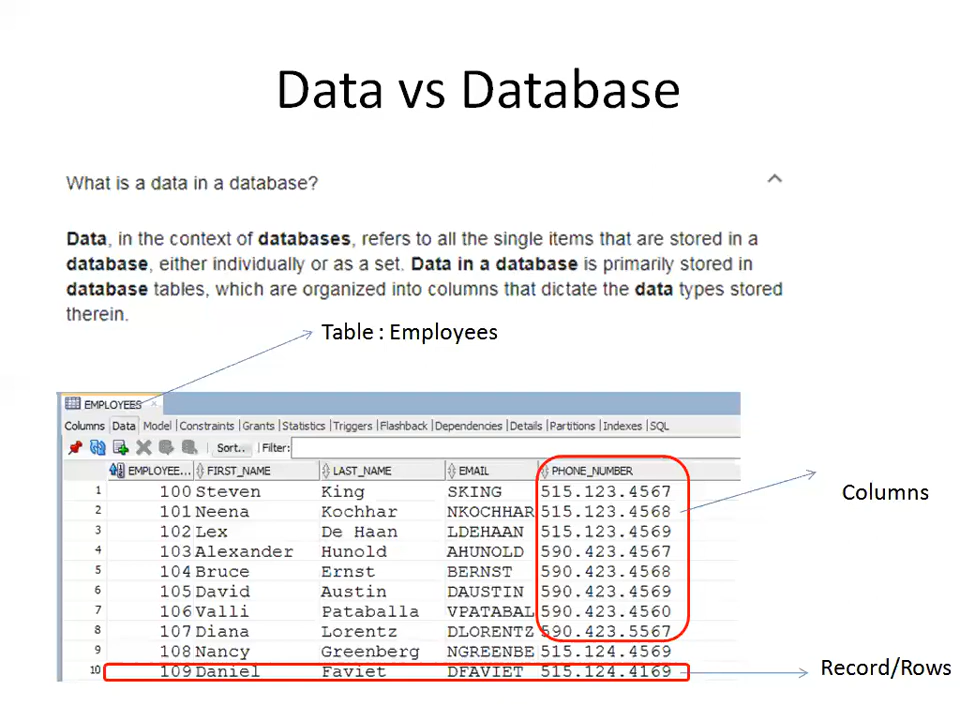 Data vs Database
What is a data in a database?
Data, in the context of databases, refers to all the single items that are stored in a
database, either individually or as a set. Data in a database is primarily stored in
database tables, which are organized into columns that dictate the data types stored
therein.
Table : Employees
EMPLOYEES
Columns Data Model Constraints Grants Statistics Triggers Flashback Dependencies Details Partitions Indexes SQL
Sort.. Filter:
EMPLOYEE... FIRST_NAME LAST_NAME EMAIL PHONE_NUMBER
1 100 Steven King SKING 515.123.4567
2 101 Neena Kochhar NKOCHHAR 515.123.4568
3 102 Lex De Haan LDEHAAN 515.123.4569
4 103 Alexander Hunold AHUNOLD 590.423.4567
5 104 Bruce Ernst BERNST 590.423.4568
6 105 David Austin DAUSTIN 590.423.4569
7 106 Valli Pataballa VPATABAL 590.423.4560
8 107 Diana Lorentz DLORENTZ 590.423.5567
9 108 Nancy Greenberg NGREENBE 515.124.4569
10 109 Daniel Faviet DFAVIET 515.124.4169
Columns
Record/Rows